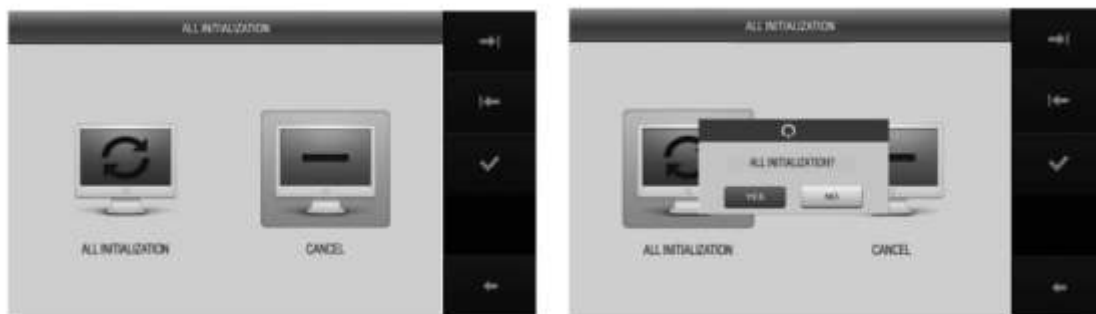 ALL INITIALIZATION
ALL INITIALIZATION
CANCEL
ALL INITIALIZATION
ALL INITIALIZATION?
YES
NO
ALL INITIALIZATION
CANCEL